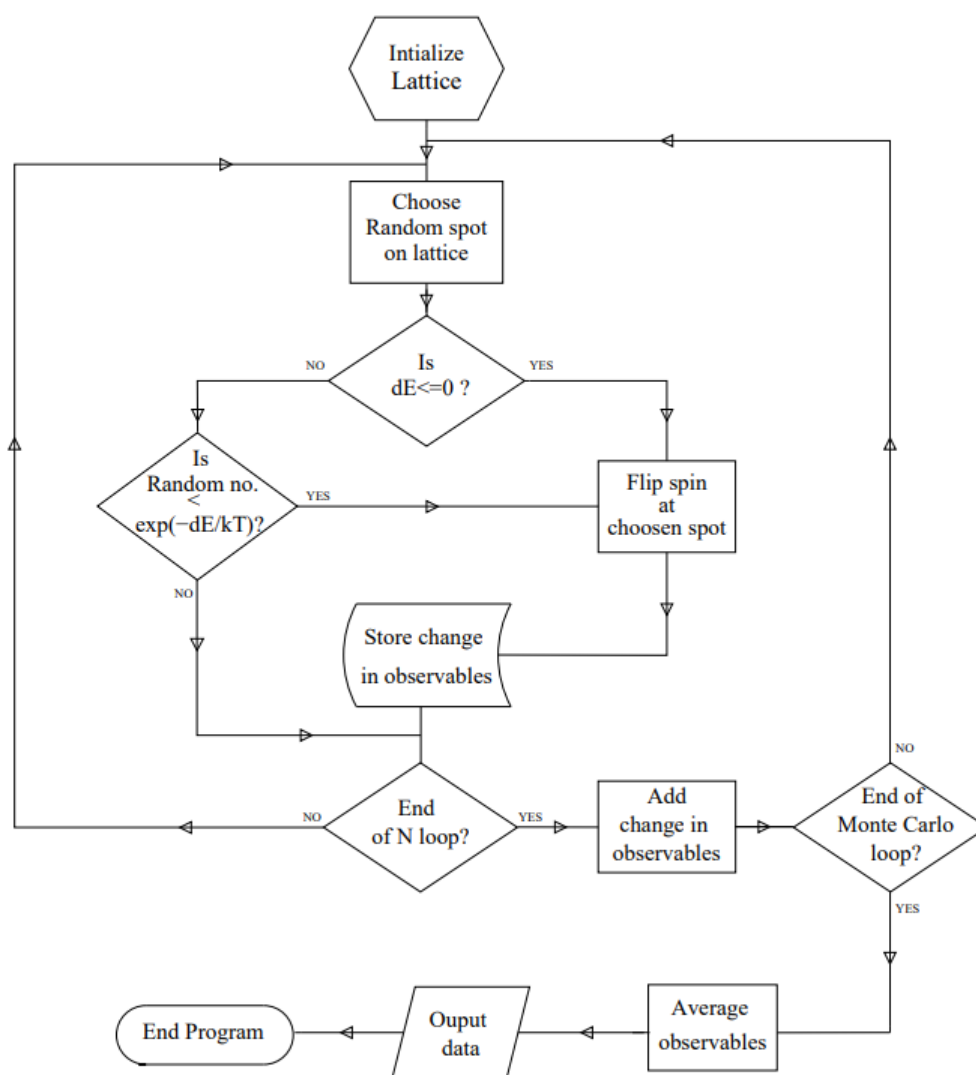 Intialize
Lattice
Choose
Random spot
on lattice
Is
dE<=0 ?
NO
YES
Is
Random no.
<
exp(−dE/kT)?
YES
NO
Flip spin
at
choosen spot
Store change
in observables
End
of N loop?
NO
YES
Add
change in
observables
End of
Monte Carlo
loop?
NO
YES
Average
observables
Ouput
data
End Program